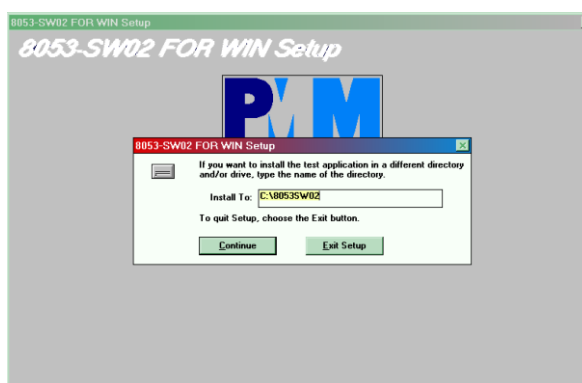 8053-SW02 FOR WIN Setup
8053-SW02 FOR WIN Setup
PMM
8053-SW02 FOR WIN Setup
If you want to install the test application in a different directory
and/or drive, type the name of the directory.
Install To: C:\8053SW02
To quit Setup, choose the Exit button.
Continue Exit Setup